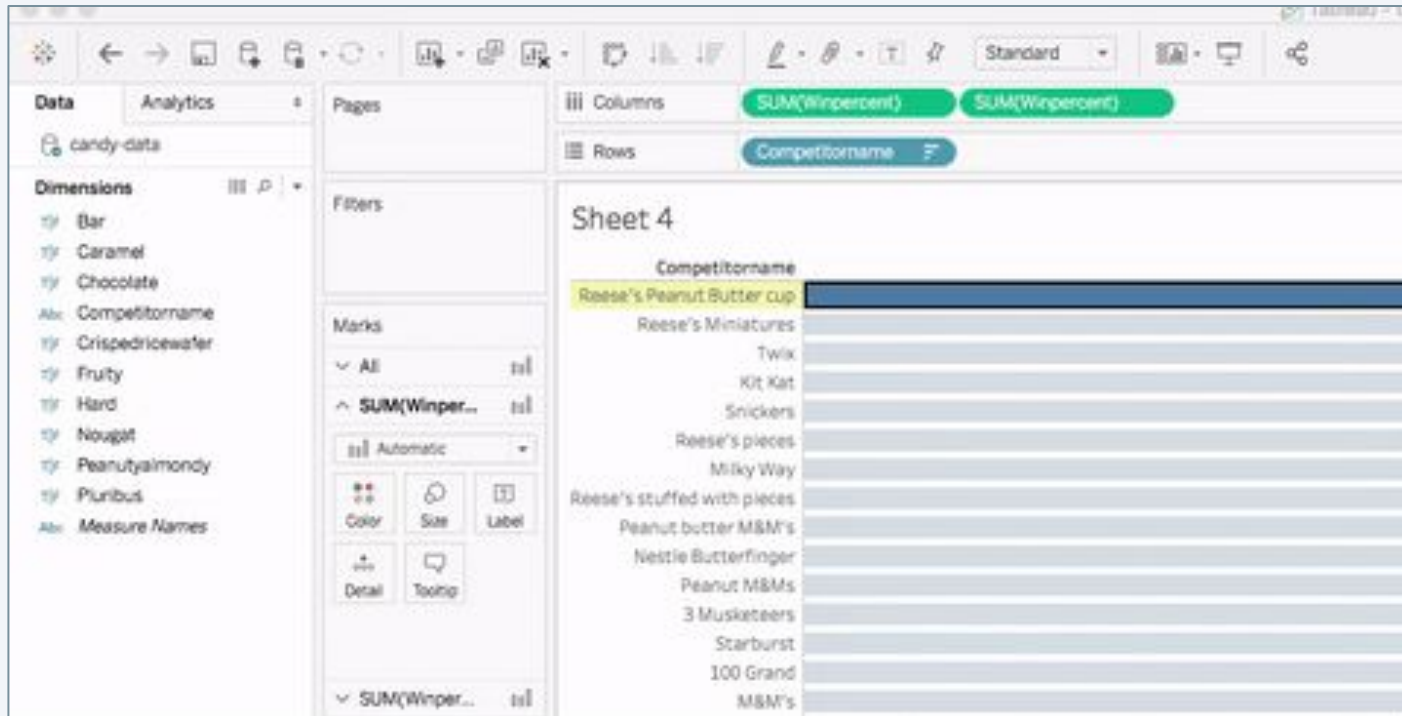 Standard
Data
Analytics
candy-data
Dimensions
Bar
Caramel
Chocolate
Abc Competitorname
Crispedricewafer
Fruity
Hard
Nougat
Peanutyalmondy
Pluribus
Abc Measure Names
Pages
Filters
Marks
All
SUM(Winper...
Automatic
Color
Size
Label
Detail
Tooltip
SUM(Winper...
Columns
SUM(Winpercent)
SUM(Winpercent)
Rows
Competitorname
Sheet 4
Competitorname
Reese's Peanut Butter cup
Reese's Miniatures
Twix
Kit Kat
Snickers
Reese's pieces
Milky Way
Reese's stuffed with pieces
Peanut butter M&M's
Nestle Butterfinger
Peanut M&Ms
3 Musketeers
Starburst
100 Grand
M&M's